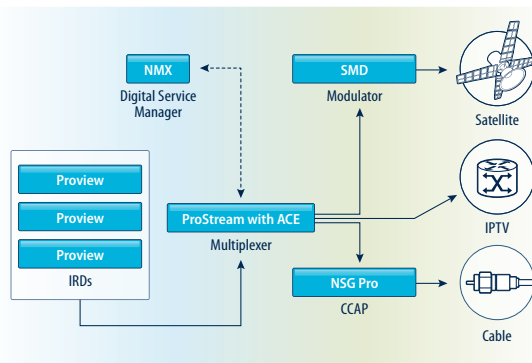 NMX
Digital Service
Manager
SMD
Modulator
Satellite
Proview
Proview
Proview
IRDs
ProStream with ACE
Multiplexer
IPTV
NSG Pro
CCAP
Cable